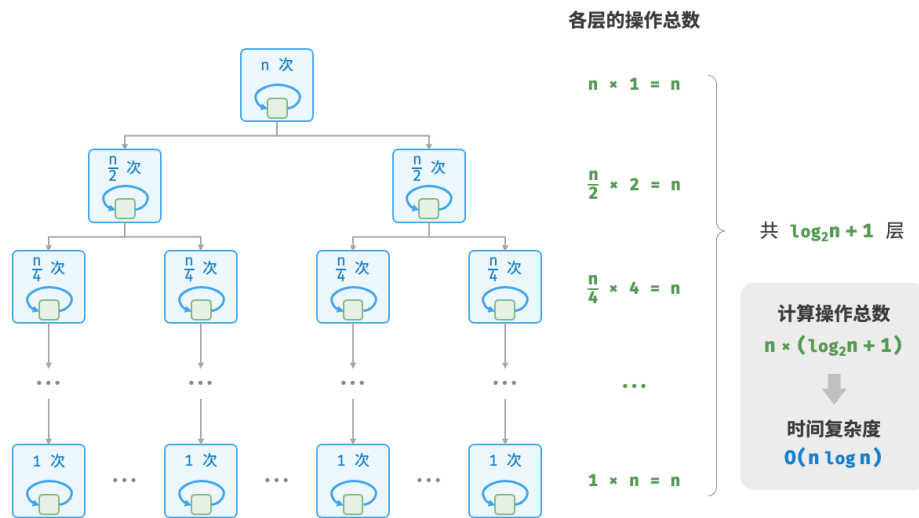 各层的操作总数
n 次
n × 1 = n
n/2 次
n/2 次
n/2 × 2 = n
共 log₂n + 1 层
n/4 次
n/4 次
n/4 次
n/4 次
n/4 × 4 = n
计算操作总数
n × (log₂n + 1)
...
...
...
...
...
时间复杂度
O(n log n)
1 次
...
1 次
...
1 次
...
1 次
1 × n = n